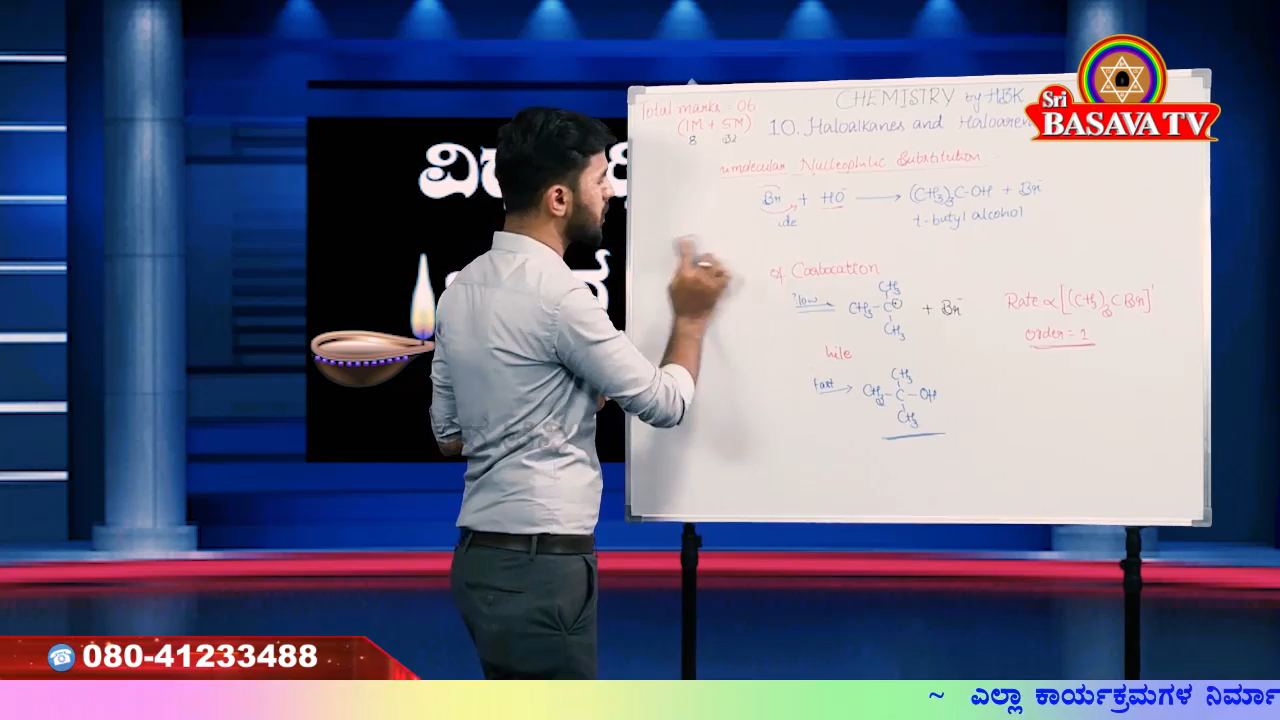 Total marks = 06
(1M + 5M)
CHEMISTRY by HBK
10. Haloalkanes and Haloaren
Sri
BASAVA TV
unimolecular Nucleophilic Substitution
Br + HO⁻ → (CH₃)₃C-OH + Br⁻
ide
t-butyl alcohol
of Carbocation
CH₃
slow CH₃-C⊕ + Br⁻
CH₃
Rate ∝ [(CH₃)₃CBr]¹
Order = 1
hile
CH₃
fast → CH₃-C-OH
CH₃
080-41233488
~ ಎಲ್ಲಾ ಕಾರ್ಯಕ್ರಮಗಳ ನಿರ್ಮಾ